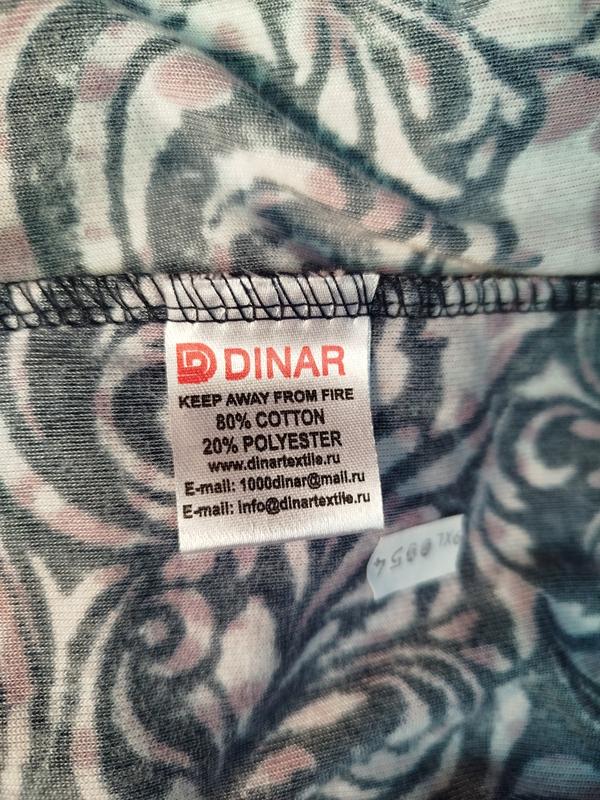 DINAR
KEEP AWAY FROM FIRE
80% COTTON
20% POLYESTER
www.dinartextile.ru
E-mail: 1000dinar@mail.ru
E-mail: info@dinartextile.ru